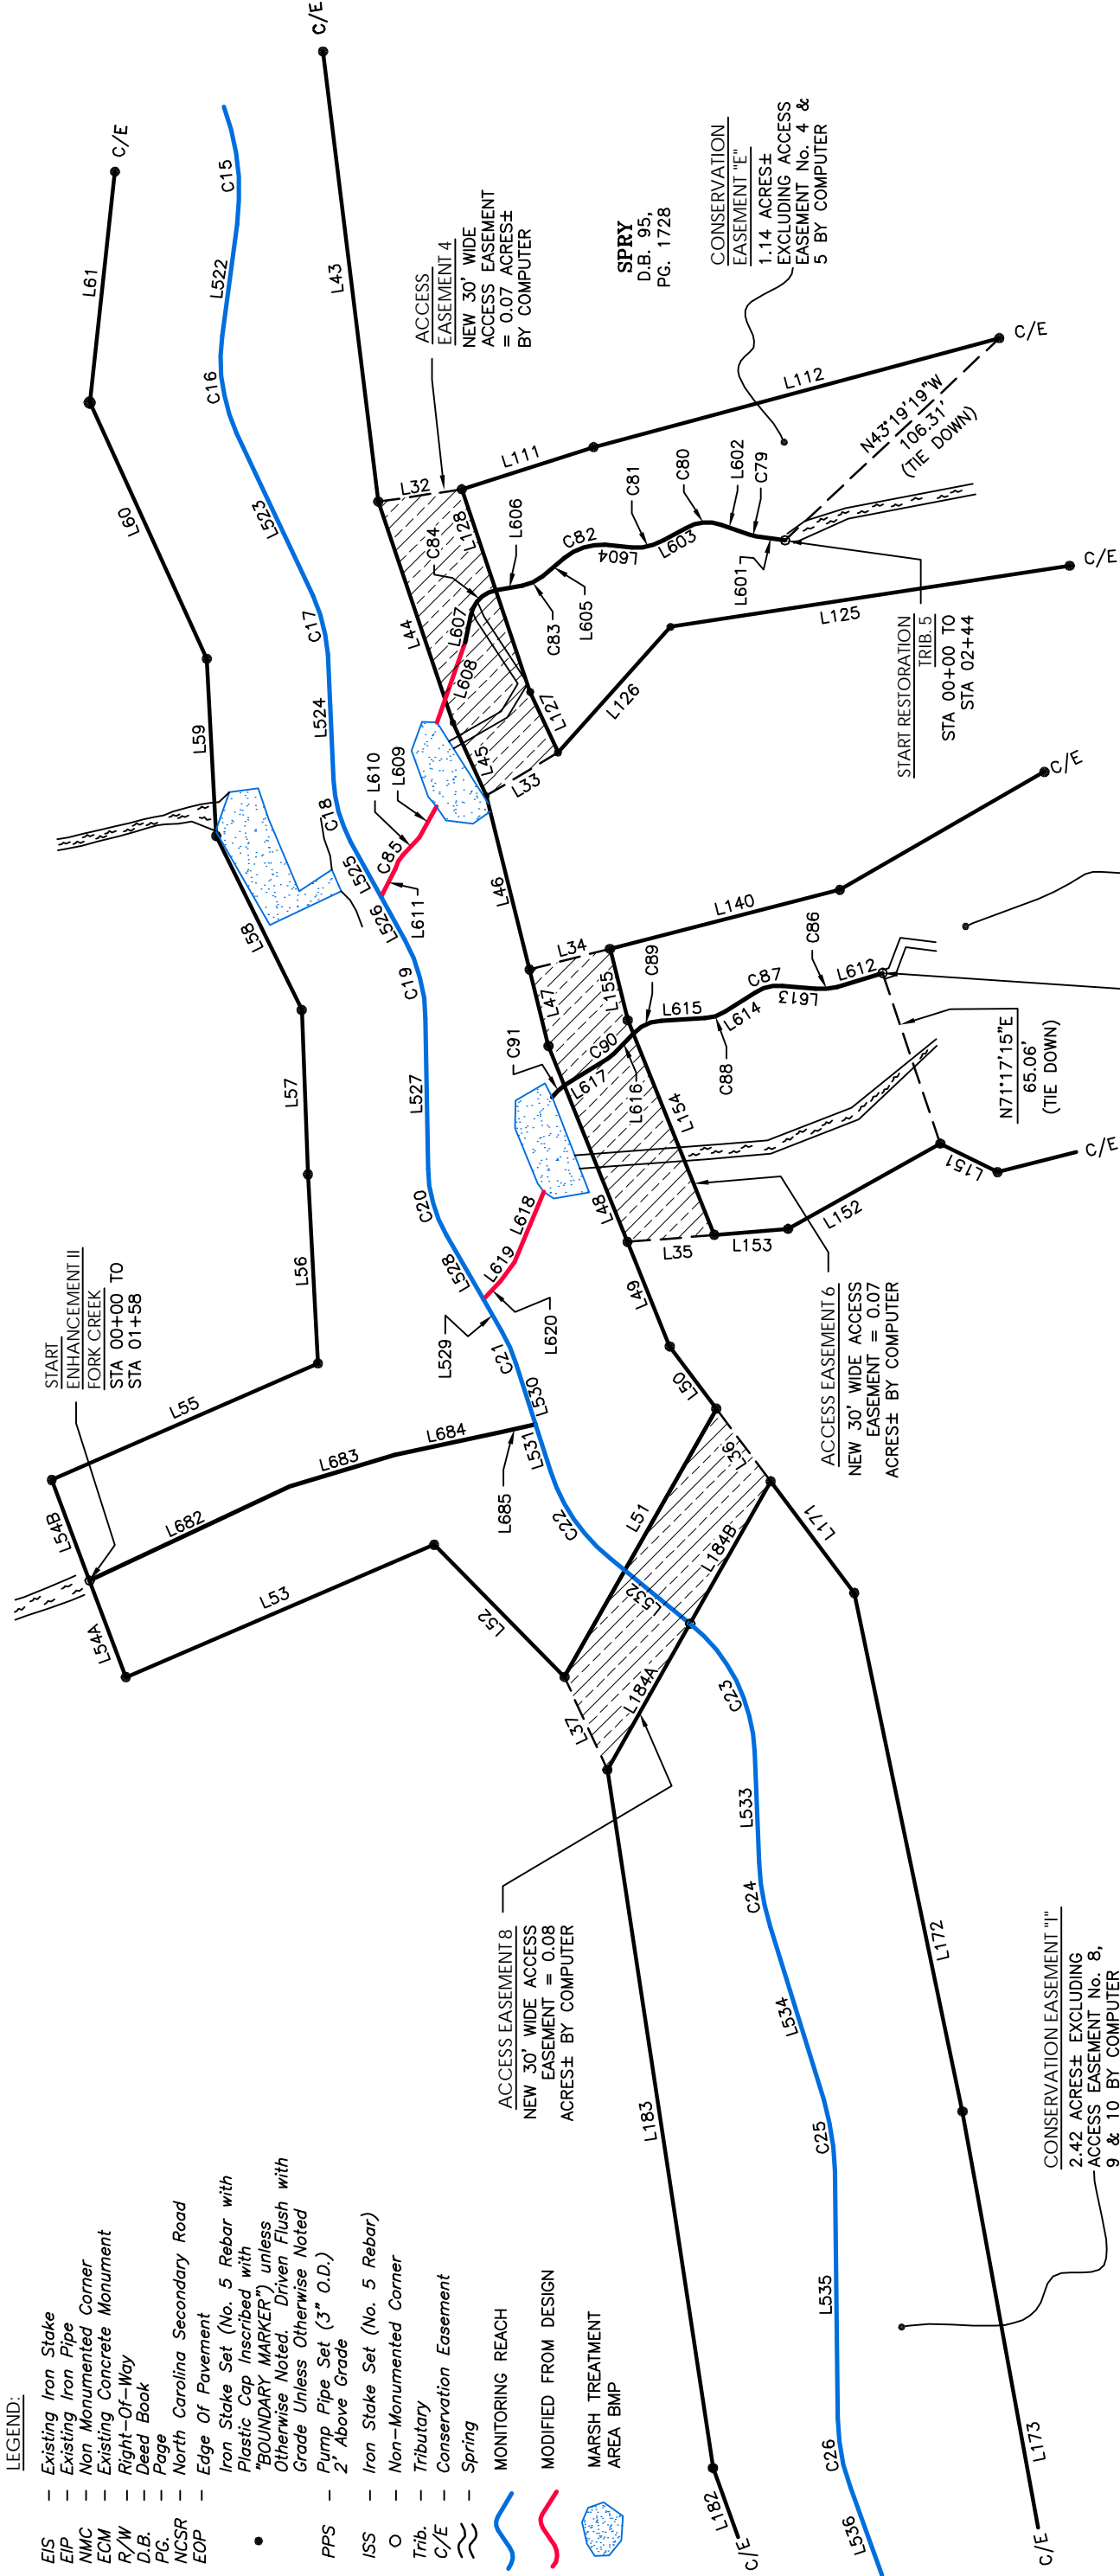 LEGEND:
EIS – Existing Iron Stake
EIP – Existing Iron Pipe
NMC – Non Monumented Corner
ECM – Existing Concrete Monument
R/W – Right-Of-Way
D.B. – Deed Book
PG. – Page
NCSR – North Carolina Secondary Road
EOP – Edge Of Pavement
Iron Stake Set (No. 5 Rebar with
Plastic Cap Inscribed with
"BOUNDARY MARKER") unless
Otherwise Noted. Driven Flush with
Grade Unless Otherwise Noted
PPS – Pump Pipe Set (3" O.D.)
2' Above Grade
ISS – Iron Stake Set (No. 5 Rebar)
– Non-Monumented Corner
Trib. – Tributary
C/E – Conservation Easement
– Spring
MONITORING REACH
MODIFIED FROM DESIGN
MARSH TREATMENT
AREA BMP
START
ENHANCEMENT II
FORK CREEK
STA 00+00 TO
STA 01+58
L54A
L54B
L53
L55
L682
L683
L684
L685
L52
L56
L57
L58
L59
L60
L61
C/E
C15
L522
C16
L523
C17
L524
C18
L525
L526
C19
L527
C20
L528
L529
C21
L530
L531
C22
L532
C23
L533
C24
L534
C25
L535
C26
L536
C/E
L43
L32
L44
L45
L33
L46
L34
L47
L48
L35
L49
L50
L36
L51
L37
L184A
L184B
L171
L172
L173
C/E
L182
L183
C/E
ACCESS EASEMENT 8
NEW 30' WIDE ACCESS
EASEMENT = 0.08
ACRES± BY COMPUTER
ACCESS EASEMENT 6
NEW 30' WIDE ACCESS
EASEMENT = 0.07
ACRES± BY COMPUTER
ACCESS
EASEMENT 4
NEW 30' WIDE
ACCESS EASEMENT
= 0.07 ACRES±
BY COMPUTER
SPRY
D.B. 95,
PG. 1728
CONSERVATION
EASEMENT "E"
1.14 ACRES±
EXCLUDING ACCESS
EASEMENT No. 4 &
5 BY COMPUTER
L111
L112
C/E
N43°19'19"W
106.31'
(TIE DOWN)
L128
L127
L126
L125
C/E
L601
C79
L602
C80
L603
C81
L604
C82
L605
C83
L606
C84
L607
L608
L609
L610
C85
L611
START RESTORATION
TRIB. 5
STA 00+00 TO
STA 02+44
L140
C/E
L155
L154
L153
L152
L151
C/E
L612
C86
L613
C87
L614
C88
L615
C89
L616
C90
L617
C91
L618
L619
L620
N71°17'15"E
65.06'
(TIE DOWN)
CONSERVATION EASEMENT "I"
2.42 ACRES± EXCLUDING
ACCESS EASEMENT No. 8,
9 & 10 BY COMPUTER